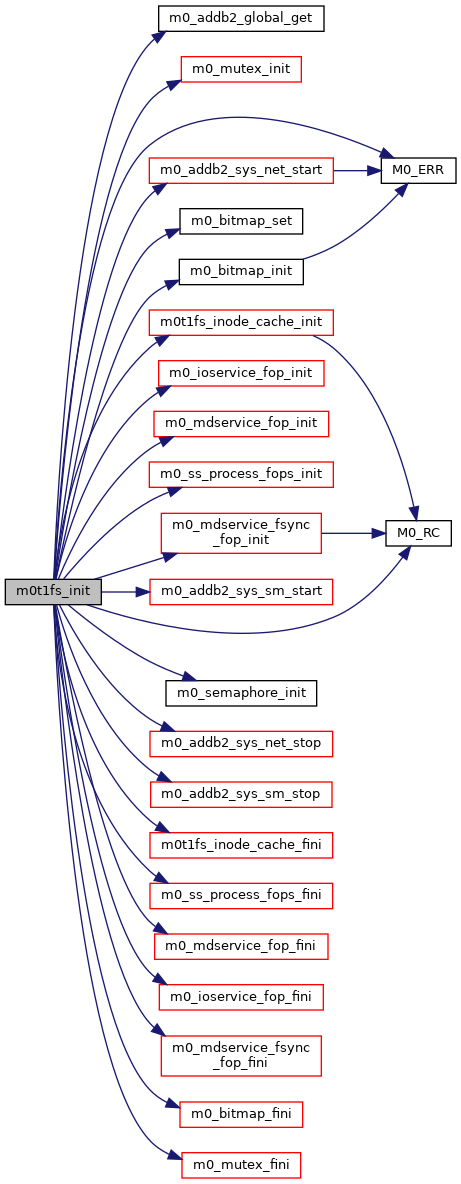 m0_addb2_global_get
m0_mutex_init
m0_addb2_sys_net_start
M0_ERR
m0_bitmap_set
m0_bitmap_init
m0t1fs_inode_cache_init
m0_ioservice_fop_init
m0_mdservice_fop_init
m0_ss_process_fops_init
m0_mdservice_fsync
_fop_init
M0_RC
m0t1fs_init
m0_addb2_sys_sm_start
m0_semaphore_init
m0_addb2_sys_net_stop
m0_addb2_sys_sm_stop
m0t1fs_inode_cache_fini
m0_ss_process_fops_fini
m0_mdservice_fop_fini
m0_ioservice_fop_fini
m0_mdservice_fsync
_fop_fini
m0_bitmap_fini
m0_mutex_fini